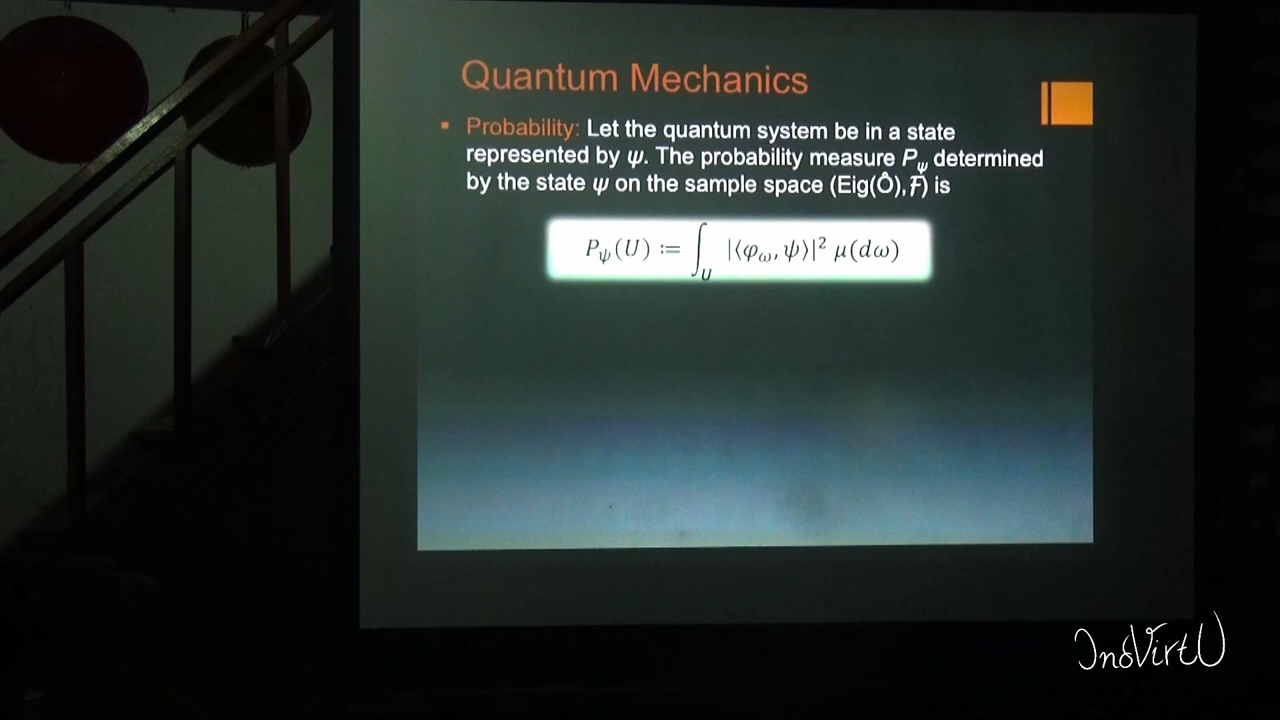 Quantum Mechanics
Probability: Let the quantum system be in a state
represented by ψ. The probability measure P_ψ determined
by the state ψ on the sample space (Eig(Ô), F̄) is
P_ψ(U) := ∫_U |⟨φ_ω, ψ⟩|² μ(dω)
InoVirtU